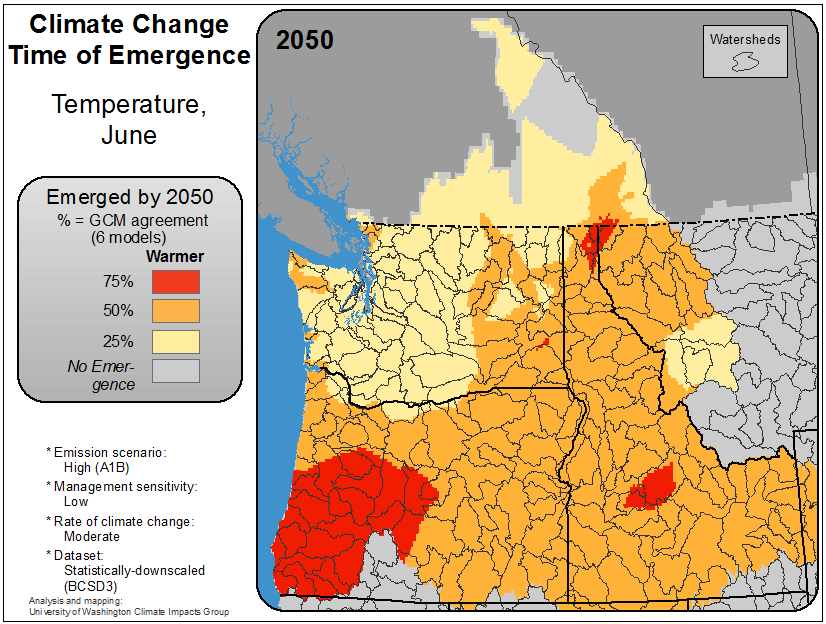 Climate Change
Time of Emergence
Temperature,
June
Emerged by 2050
% = GCM agreement
(6 models)
Warmer
75%
50%
25%
No Emer-
gence
* Emission scenario:
High (A1B)
* Management sensitivity:
Low
* Rate of climate change:
Moderate
* Dataset:
Statistically-downscaled
(BCSD3)
Analysis and mapping:
University of Washington Climate Impacts Group
2050
Watersheds